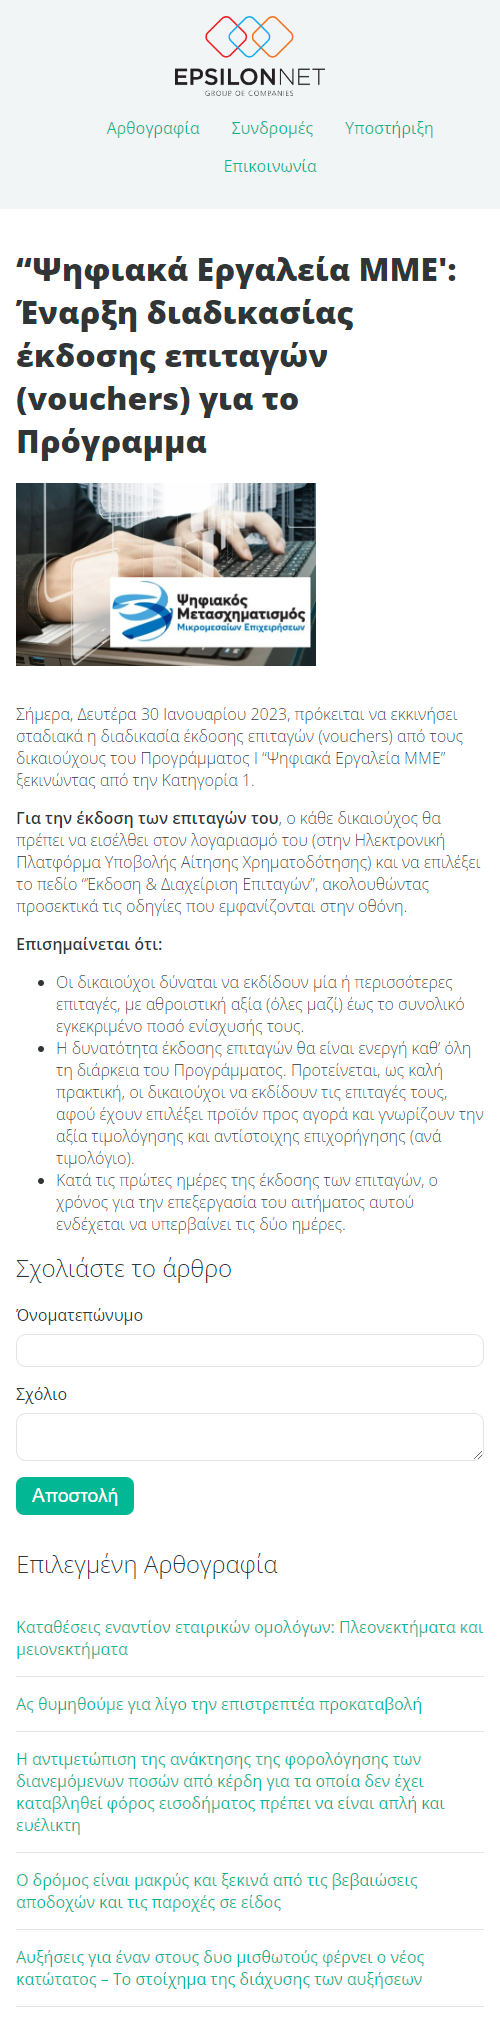 EPSILONNET
GROUP OF COMPANIES
Αρθογραφία Συνδρομές Υποστήριξη
Επικοινωνία
“Ψηφιακά Εργαλεία ΜΜΕ':
Έναρξη διαδικασίας
έκδοσης επιταγών
(vouchers) για το
Πρόγραμμα
Ψηφιακός
Μετασχηματισμός
Μικρομεσαίων Επιχειρήσεων
Σήμερα, Δευτέρα 30 Ιανουαρίου 2023, πρόκειται να εκκινήσει
σταδιακά η διαδικασία έκδοσης επιταγών (vouchers) από τους
δικαιούχους του Προγράμματος Ι “Ψηφιακά Εργαλεία ΜΜΕ”
ξεκινώντας από την Κατηγορία 1.
Για την έκδοση των επιταγών του, ο κάθε δικαιούχος θα
πρέπει να εισέλθει στον λογαριασμό του (στην Ηλεκτρονική
Πλατφόρμα Υποβολής Αίτησης Χρηματοδότησης) και να επιλέξει
το πεδίο “Έκδοση & Διαχείριση Επιταγών”, ακολουθώντας
προσεκτικά τις οδηγίες που εμφανίζονται στην οθόνη.
Επισημαίνεται ότι:
• Οι δικαιούχοι δύναται να εκδίδουν μία ή περισσότερες
επιταγές, με αθροιστική αξία (όλες μαζί) έως το συνολικό
εγκεκριμένο ποσό ενίσχυσής τους.
• Η δυνατότητα έκδοσης επιταγών θα είναι ενεργή καθ’ όλη
τη διάρκεια του Προγράμματος. Προτείνεται, ως καλή
πρακτική, οι δικαιούχοι να εκδίδουν τις επιταγές τους,
αφού έχουν επιλέξει προϊόν προς αγορά και γνωρίζουν την
αξία τιμολόγησης και αντίστοιχης επιχορήγησης (ανά
τιμολόγιο).
• Κατά τις πρώτες ημέρες της έκδοσης των επιταγών, ο
χρόνος για την επεξεργασία του αιτήματος αυτού
ενδέχεται να υπερβαίνει τις δύο ημέρες.
Σχολιάστε το άρθρο
Όνοματεπώνυμο
Σχόλιο
Αποστολή
Επιλεγμένη Αρθογραφία
Καταθέσεις εναντίον εταιρικών ομολόγων: Πλεονεκτήματα και
μειονεκτήματα
Ας θυμηθούμε για λίγο την επιστρεπτέα προκαταβολή
Η αντιμετώπιση της ανάκτησης της φορολόγησης των
διανεμόμενων ποσών από κέρδη για τα οποία δεν έχει
καταβληθεί φόρος εισοδήματος πρέπει να είναι απλή και
ευέλικτη
Ο δρόμος είναι μακρύς και ξεκινά από τις βεβαιώσεις
αποδοχών και τις παροχές σε είδος
Αυξήσεις για έναν στους δυο μισθωτούς φέρνει ο νέος
κατώτατος – Το στοίχημα της διάχυσης των αυξήσεων